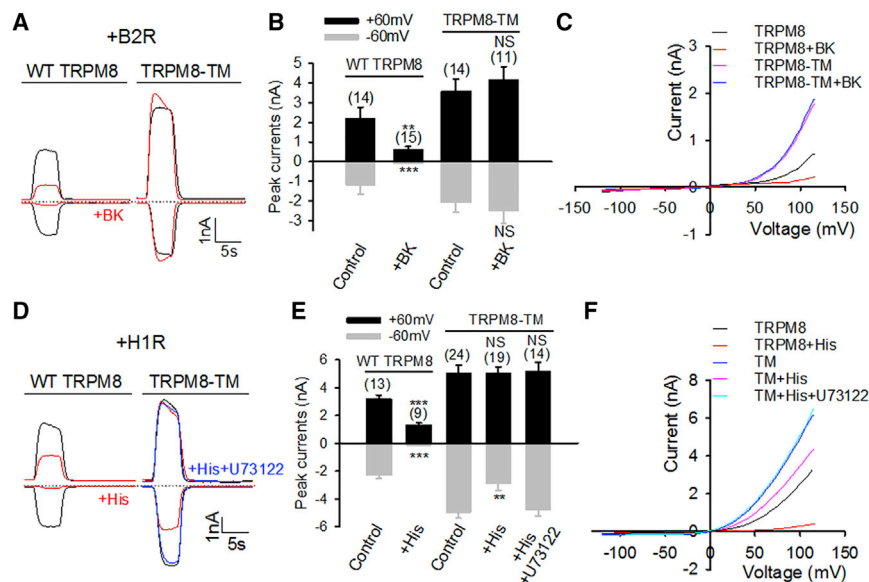 A
+B2R
WT TRPM8 TRPM8-TM
+BK
1nA
5s
B
+60mV
-60mV
TRPM8-TM
WT TRPM8
(14)
**
(15)
(14)
NS
(11)
***
NS
5
4
3
2
1
0
-1
-2
-3
Peak currents (nA)
Control
+BK
Control
+BK
C
TRPM8
TRPM8+BK
TRPM8-TM
TRPM8-TM+BK
Current (nA)
3
2
1
0
-1
-150 -100 -50 0 50 100 150
Voltage (mV)
D
+H1R
WT TRPM8 TRPM8-TM
+His+U73122
+His
1nA
5s
E
+60mV
-60mV
TRPM8-TM
WT TRPM8
(13)
***
(9)
(24)
NS
(19)
NS
(14)
***
**
6
4
2
0
-2
-4
-6
Peak currents (nA)
Control
+His
Control
+His
+His
+U73122
F
TRPM8
TRPM8+His
TM
TM+His
TM+His+U73122
Current (nA)
8
6
4
2
0
-2
-100 -50 0 50 100 150
Voltage (mV)